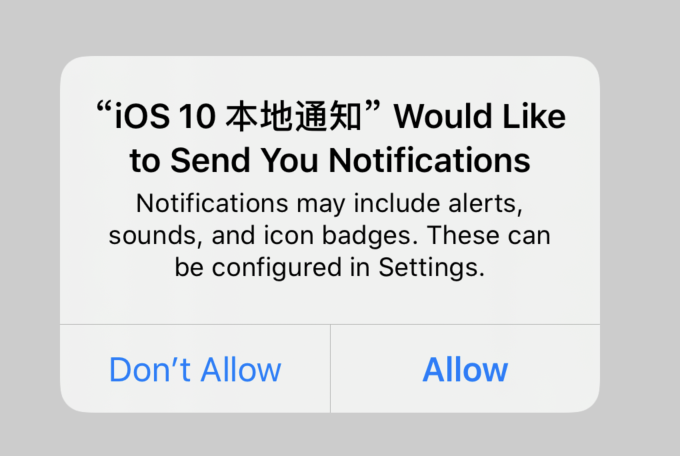 “iOS 10 本地通知” Would Like
to Send You Notifications
Notifications may include alerts,
sounds, and icon badges. These can
be configured in Settings.
Don’t Allow
Allow